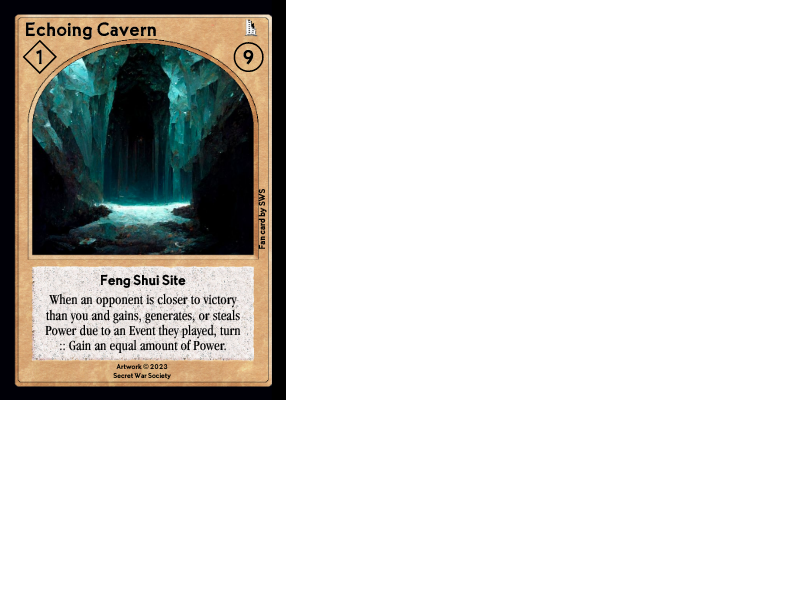 Echoing Cavern
1
9
Fan card by SWS
Feng Shui Site
When an opponent is closer to victory
than you and gains, generates, or steals
Power due to an Event they played, turn
:: Gain an equal amount of Power.
Artwork © 2023
Secret War Society